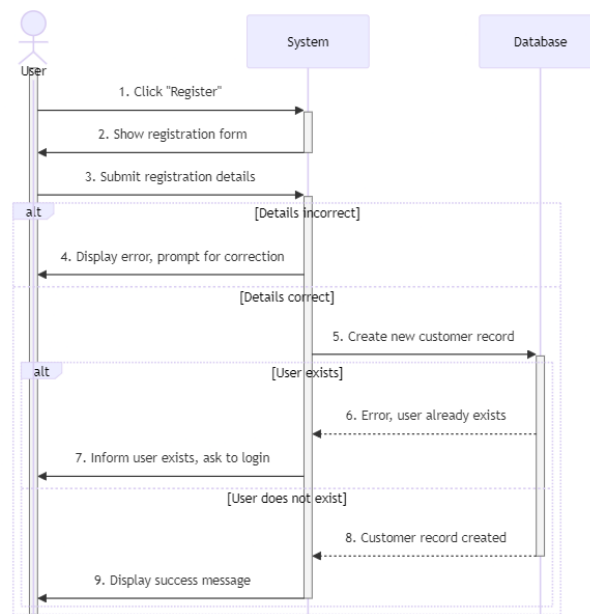 User
System
Database
1. Click "Register"
2. Show registration form
3. Submit registration details
alt
[Details incorrect]
4. Display error, prompt for correction
[Details correct]
5. Create new customer record
alt
[User exists]
6. Error, user already exists
7. Inform user exists, ask to login
[User does not exist]
8. Customer record created
9. Display success message